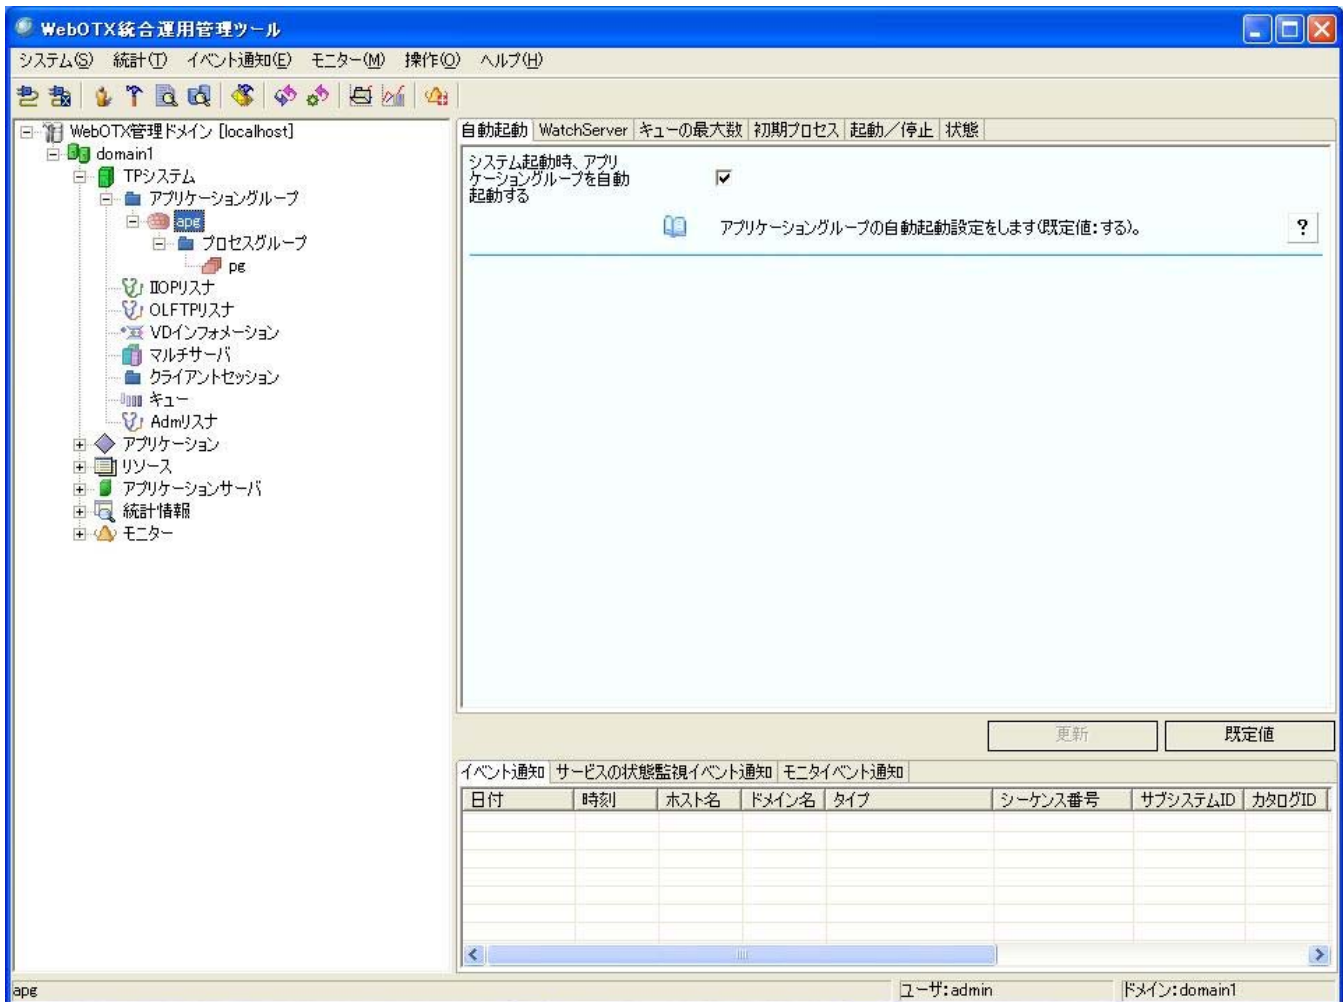 WebOTX統合運用管理ツール
システム(S) 統計(T) イベント通知(E) モニター(M) 操作(O) ヘルプ(H)
WebOTX管理ドメイン [localhost]
domain1
TPシステム
アプリケーショングループ
apg
プロセスグループ
pg
IIOPリスナ
OLFTPリスナ
VDインフォメーション
マルチサーバ
クライアントセッション
キュー
Admリスナ
アプリケーション
リソース
アプリケーションサーバ
統計情報
モニター
自動起動 WatchServer キューの最大数 初期プロセス 起動/停止 状態
システム起動時、アプリ
ケーショングループを自動
起動する
アプリケーショングループの自動起動設定をします(既定値:する)。 ?
更新 既定値
イベント通知 サービスの状態監視イベント通知 モニタイベント通知
日付 時刻 ホスト名 ドメイン名 タイプ シーケンス番号 サブシステムID カタログID
apg ユーザ:admin ドメイン:domain1